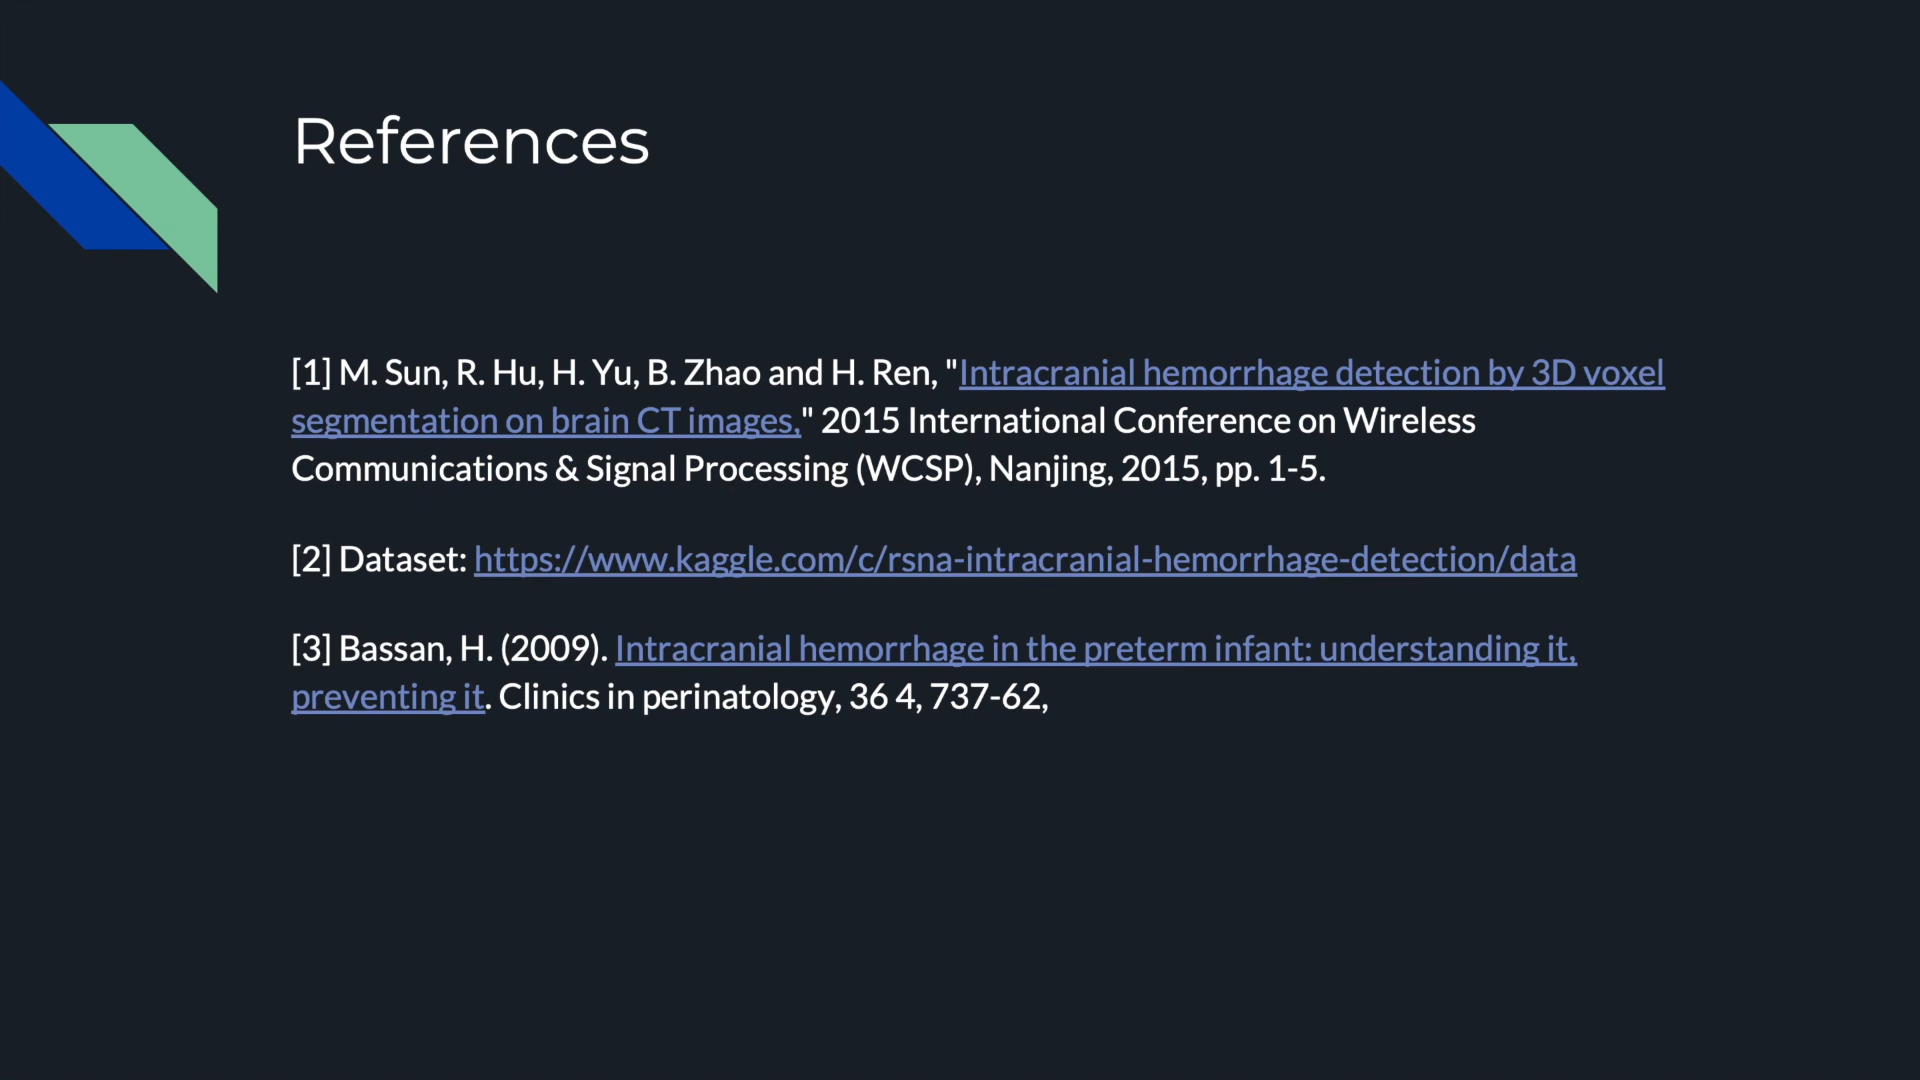 References
[1] M. Sun, R. Hu, H. Yu, B. Zhao and H. Ren, "Intracranial hemorrhage detection by 3D voxel
segmentation on brain CT images," 2015 International Conference on Wireless
Communications & Signal Processing (WCSP), Nanjing, 2015, pp. 1-5.
[2] Dataset: https://www.kaggle.com/c/rsna-intracranial-hemorrhage-detection/data
[3] Bassan, H. (2009). Intracranial hemorrhage in the preterm infant: understanding it,
preventing it. Clinics in perinatology, 36 4, 737-62,